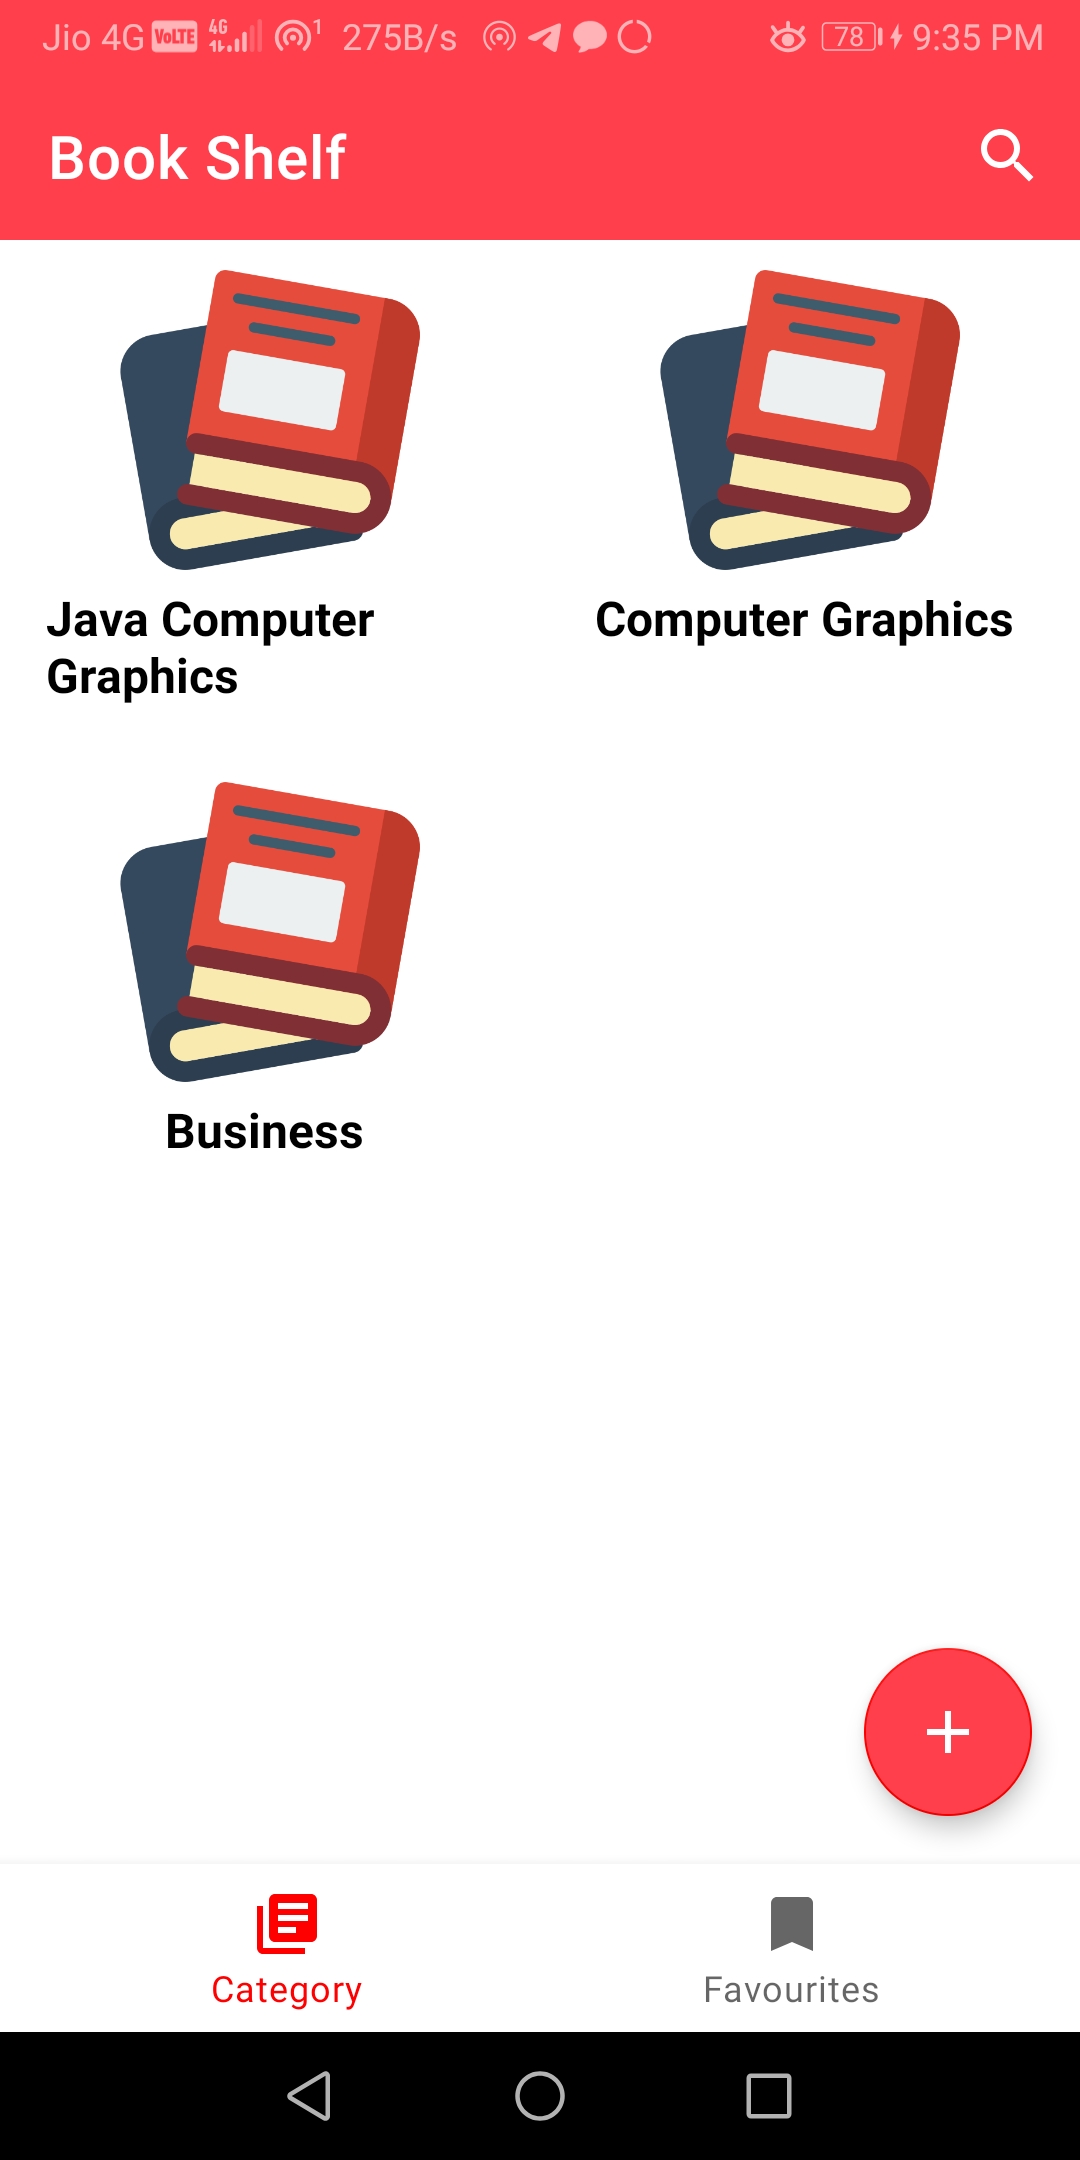 Jio 4G VoLTE 4G 1 275B/s 78 9:35 PM
Book Shelf
Java Computer
Graphics
Computer Graphics
Business
Category
Favourites